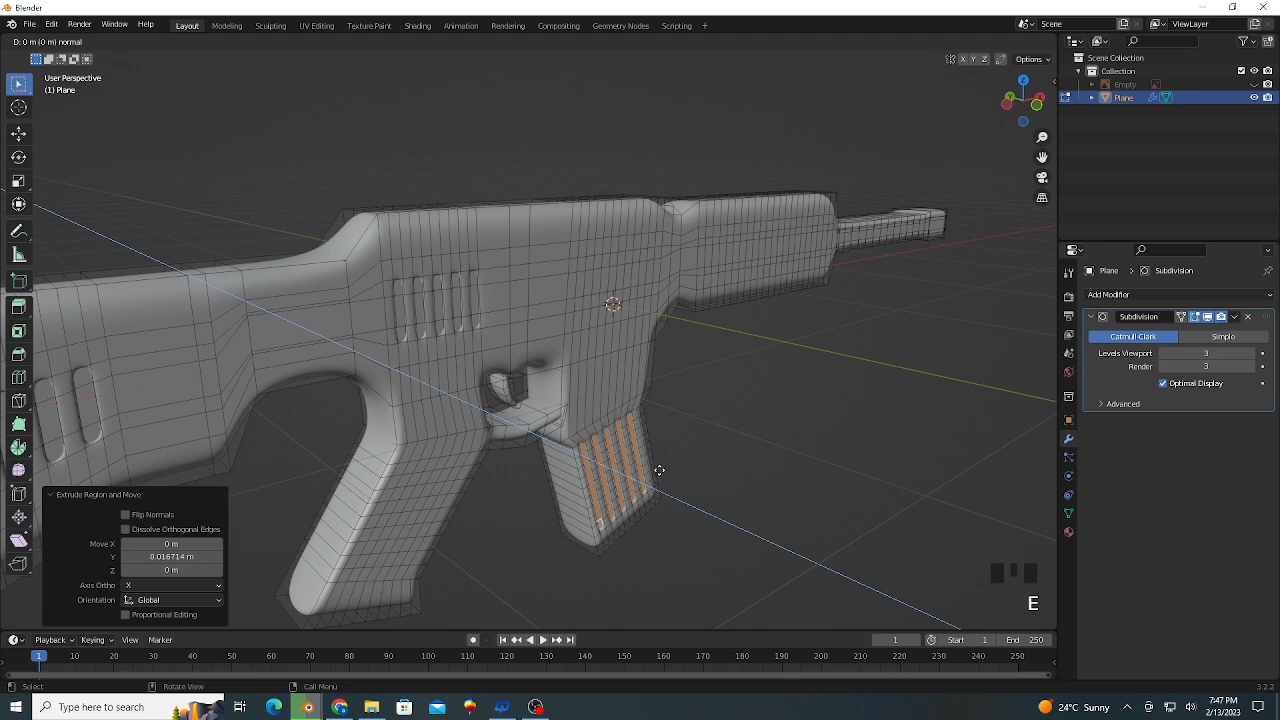 Blender
File Edit Render Window Help
Layout Modeling Sculpting UV Editing Texture Paint Shading Animation Rendering Compositing Geometry Nodes Scripting +
Scene
ViewLayer
D: 0 m (0 m) normal
X Y Z
Options
User Perspective
(1) Plane
Z
Scene Collection
Collection
Empty
Plane
Plane > Subdivision
Add Modifier
Subdivision
Catmull-Clark Simple
Levels Viewport 3
Render 3
Optimal Display
Advanced
Extrude Region and Move
Flip Normals
Dissolve Orthogonal Edges
Move X 0 m
Y 0.016714 m
Z 0 m
Axis Ortho X
Orientation Global
Proportional Editing
E
Playback Keying View Marker
1 Start 1 End 250
1 10 20 30 40 50 60 70 80 90 100 110 120 130 140 150 160 170 180 190 200 210 220 230 240 250
Select Rotate View Call Menu
3.2.2
Type here to search
24°C Sunny
7:47 PM
2/13/2023